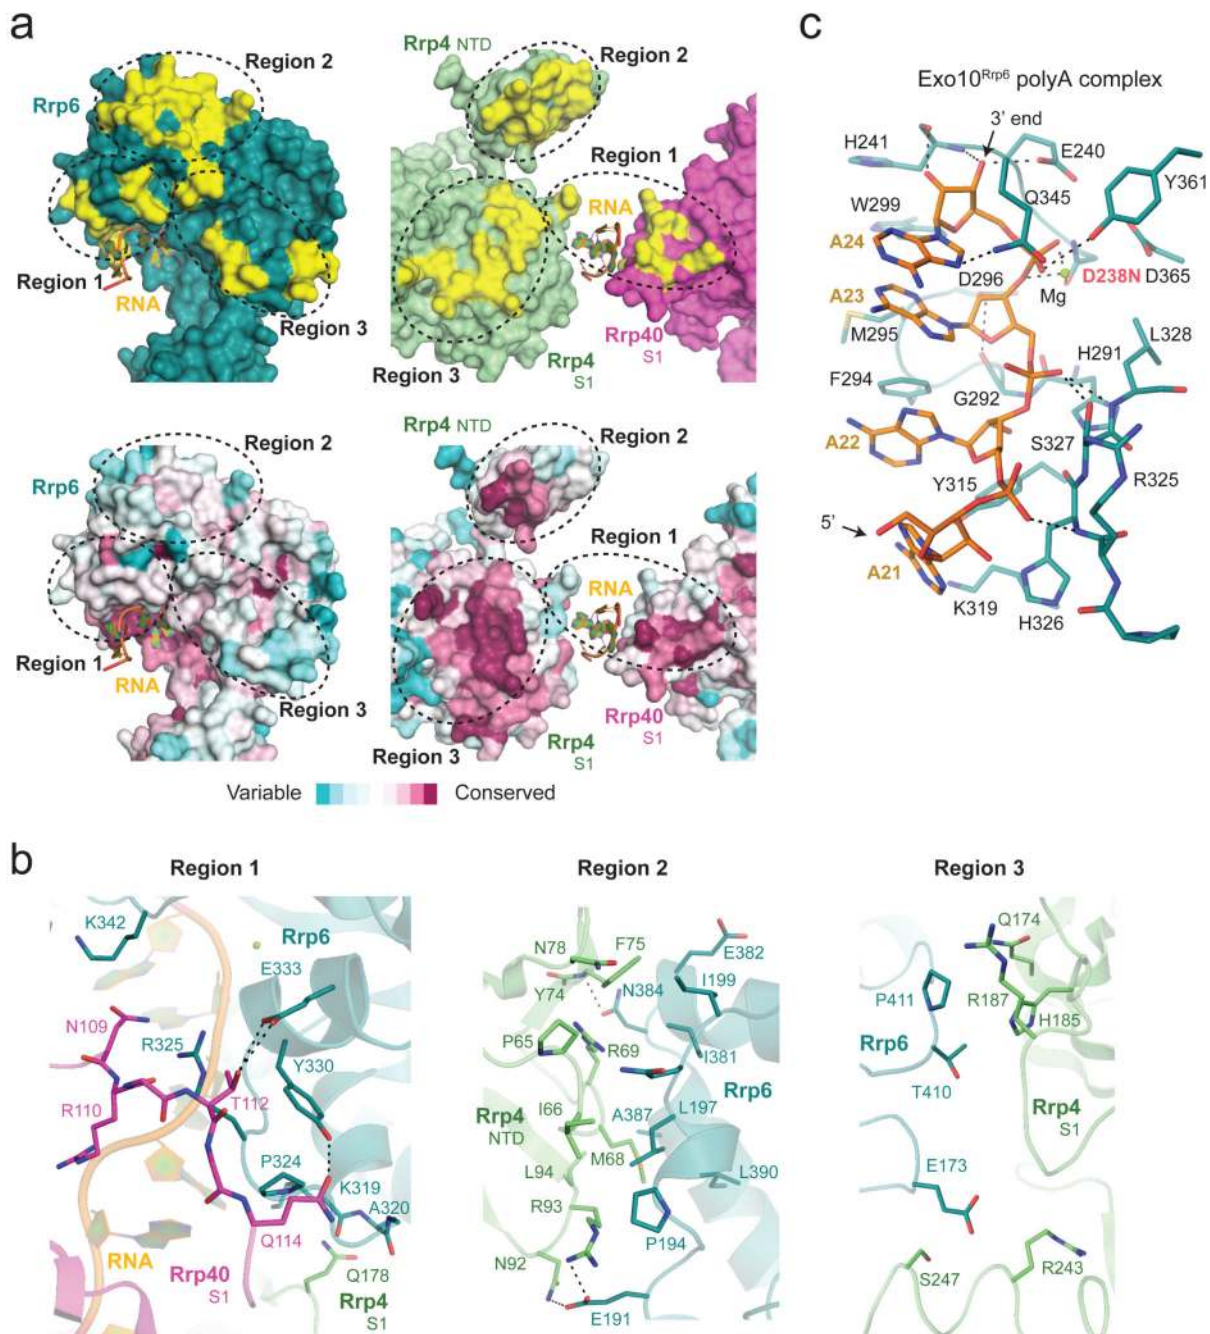 a
Region 2
Rrp6
Region 1
RNA
Region 3
Rrp4 NTD
Region 2
Region 1
RNA
Region 3
Rrp40
S1
Rrp4
S1
Region 2
Rrp6
Region 1
RNA
Region 3
Rrp4 NTD
Region 2
Region 1
RNA
Region 3
Rrp40
S1
Rrp4
S1
Variable
Conserved
c
Exo10Rrp6 polyA complex
3' end
H241
E240
Q345
Y361
W299
A24
D296
D238N
D365
A23
Mg
M295
L328
H291
F294
G292
A22
S327
R325
Y315
5'
A21
K319
H326
b
Region 1
K342
Rrp6
E333
N109
R325
Y330
R110
T112
P324
K319
A320
Q114
RNA
Rrp40
S1
Q178
Rrp4
S1
Region 2
N78
F75
E382
Y74
N384
I199
P65
R69
I381
Rrp6
I66
A387
L197
Rrp4
NTD
M68
L94
L390
R93
P194
N92
E191
Region 3
Q174
P411
R187
H185
Rrp6
T410
Rrp4
S1
E173
S247
R243